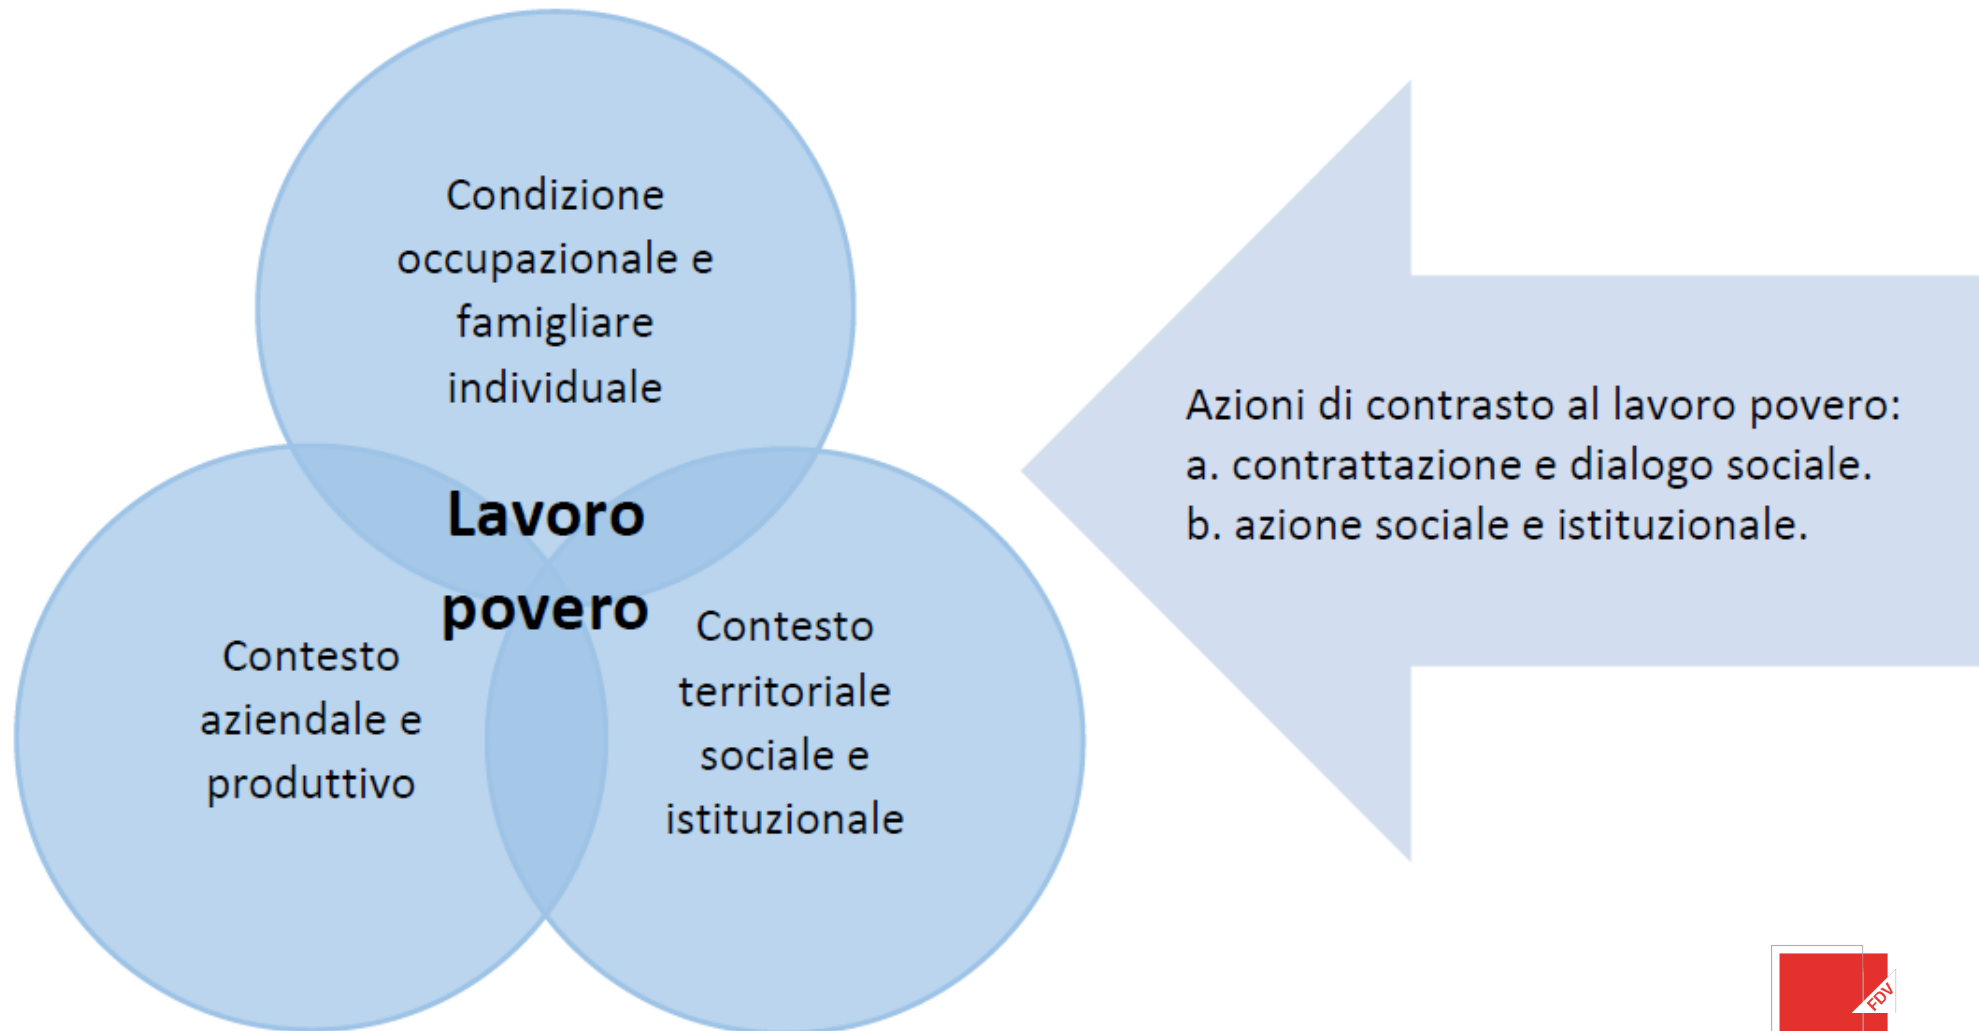 Condizione
occupazionale e
famigliare
individuale
Lavoro
povero
Contesto
aziendale e
produttivo
Contesto
territoriale
sociale e
istituzionale
Azioni di contrasto al lavoro povero:
a. contrattazione e dialogo sociale.
b. azione sociale e istituzionale.
FDV